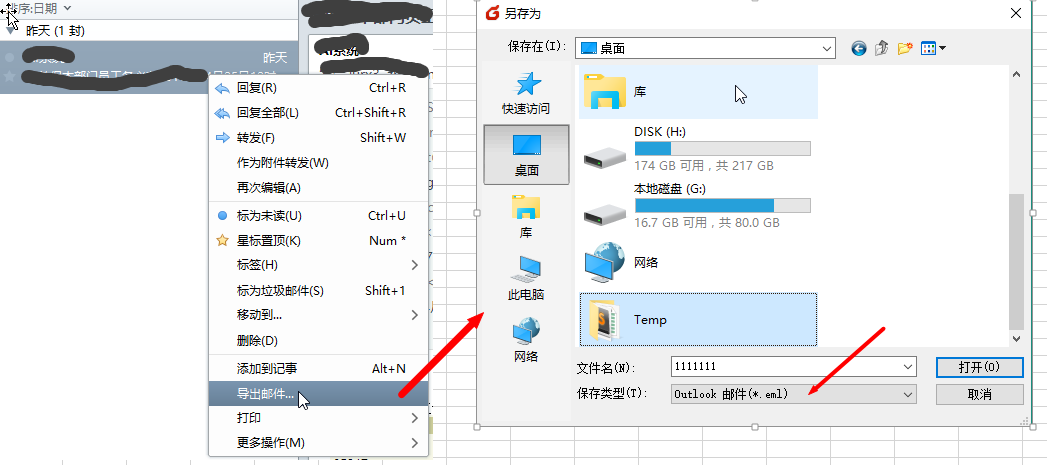 排序:日期
昨天 (1 封)
昨天
回复(R) Ctrl+R
回复全部(L) Ctrl+Shift+R
转发(F) Shift+W
作为附件转发(W)
再次编辑(A)
标为未读(U) Ctrl+U
星标置顶(K) Num *
标签(H)
标为垃圾邮件(S) Shift+1
移动到...
删除(D)
添加到记事 Alt+N
导出邮件...
打印
更多操作(M)
另存为
保存在(I): 桌面
快速访问
桌面
库
此电脑
网络
库
DISK (H:)
174 GB 可用，共 217 GB
本地磁盘 (G:)
16.7 GB 可用，共 80.0 GB
网络
Temp
文件名(N): 1111111 打开(O)
保存类型(T): Outlook 邮件(*.eml) 取消